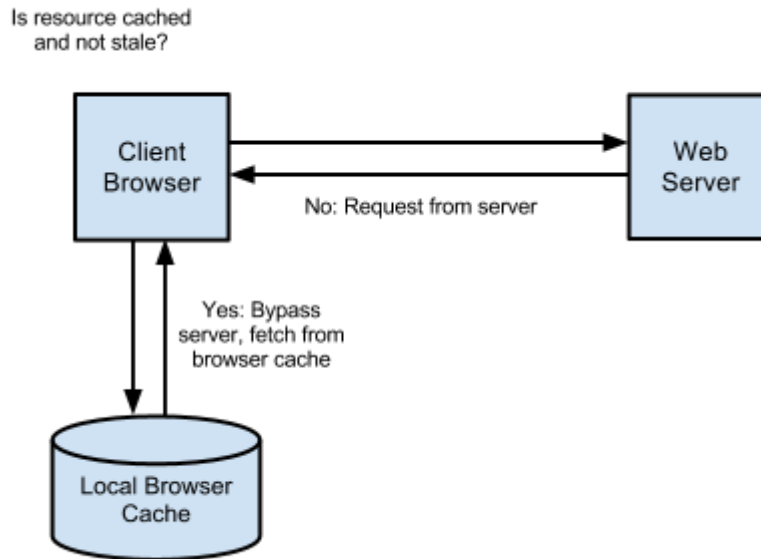 Is resource cached
and not stale?
Client
Browser
Web
Server
No: Request from server
Yes: Bypass
server, fetch from
browser cache
Local Browser
Cache